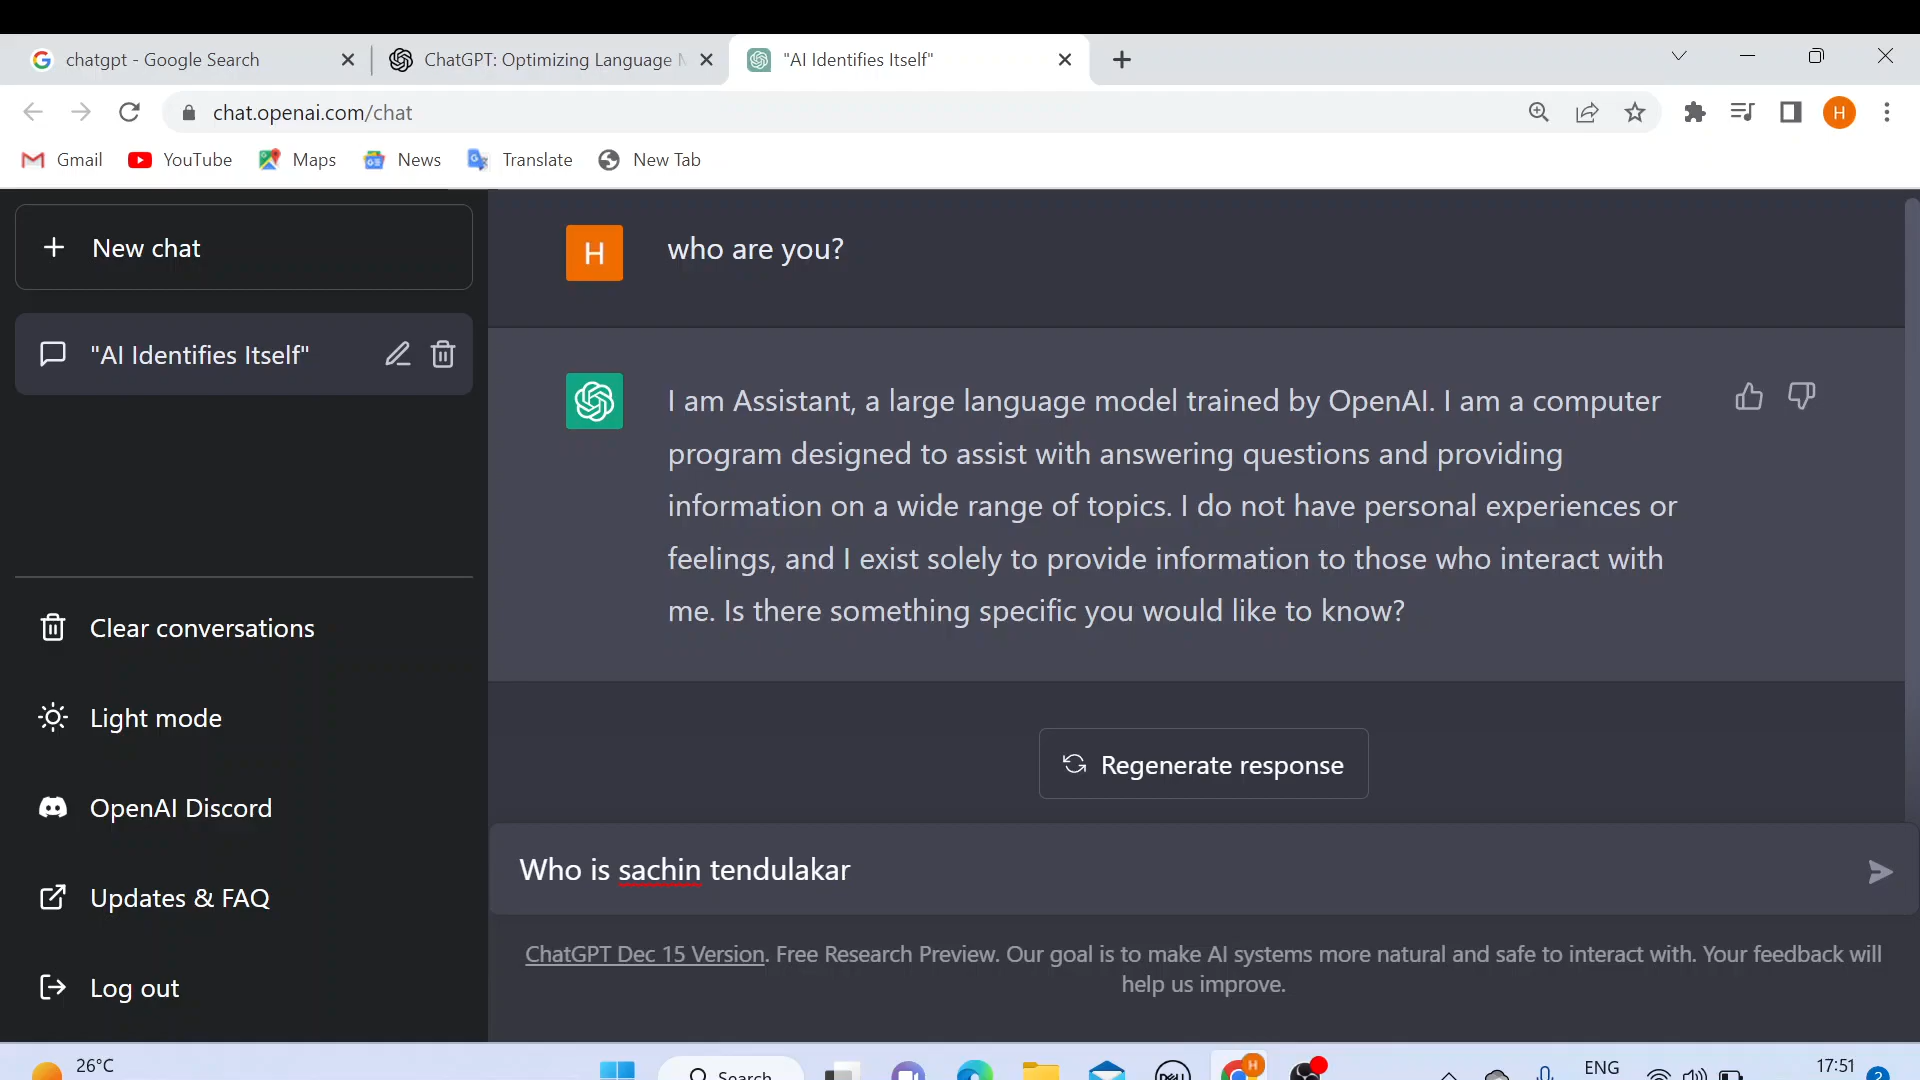 chatgpt - Google Search
ChatGPT: Optimizing Language
"AI Identifies Itself"
chat.openai.com/chat
H
Gmail
YouTube
Maps
News
Translate
New Tab
New chat
"AI Identifies Itself"
Clear conversations
Light mode
OpenAI Discord
Updates & FAQ
Log out
H
who are you?
I am Assistant, a large language model trained by OpenAI. I am a computer
program designed to assist with answering questions and providing
information on a wide range of topics. I do not have personal experiences or
feelings, and I exist solely to provide information to those who interact with
me. Is there something specific you would like to know?
Regenerate response
Who is sachin tendulakar
ChatGPT Dec 15 Version. Free Research Preview. Our goal is to make AI systems more natural and safe to interact with. Your feedback will
help us improve.
26°C
Search
DELL
H
ENG
17:51
2